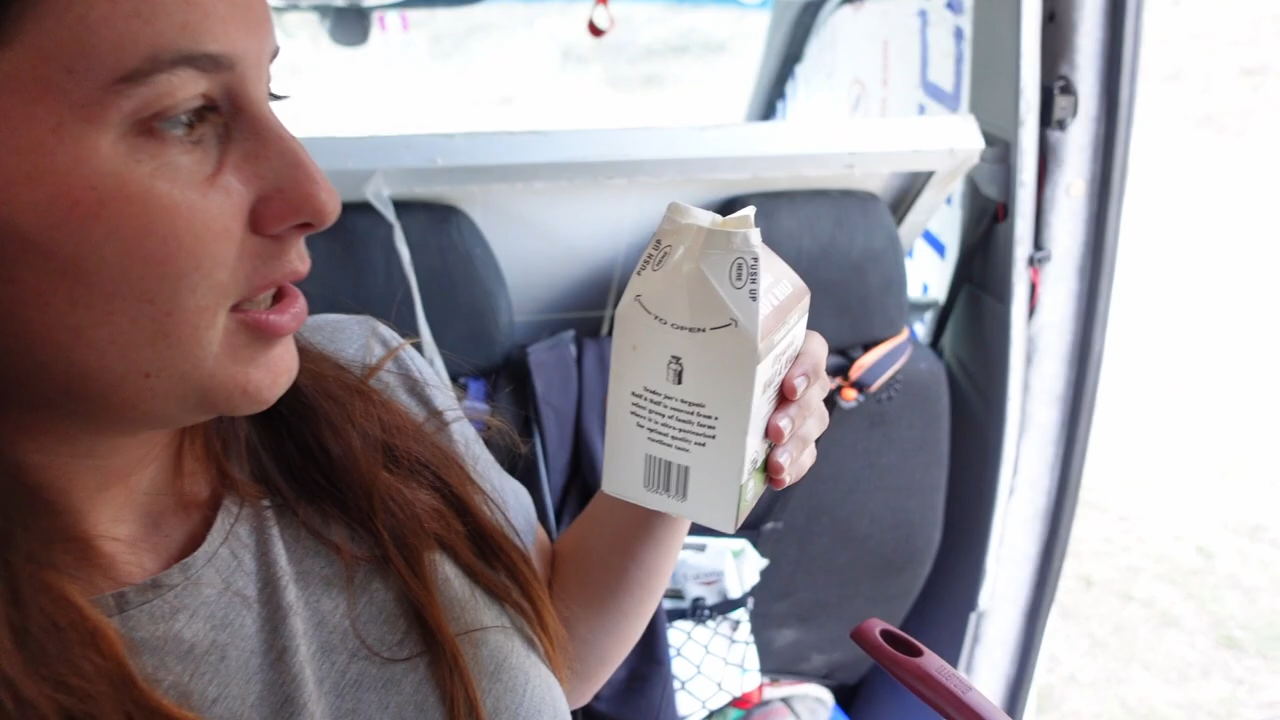 PUSH UP
HERE
HERE
PUSH UP
TO OPEN
Trader Joe's Organic
Half & Half is sourced from a
select group of family farms
where it is ultra-pasteurized
for optimal quality and
excellent taste.